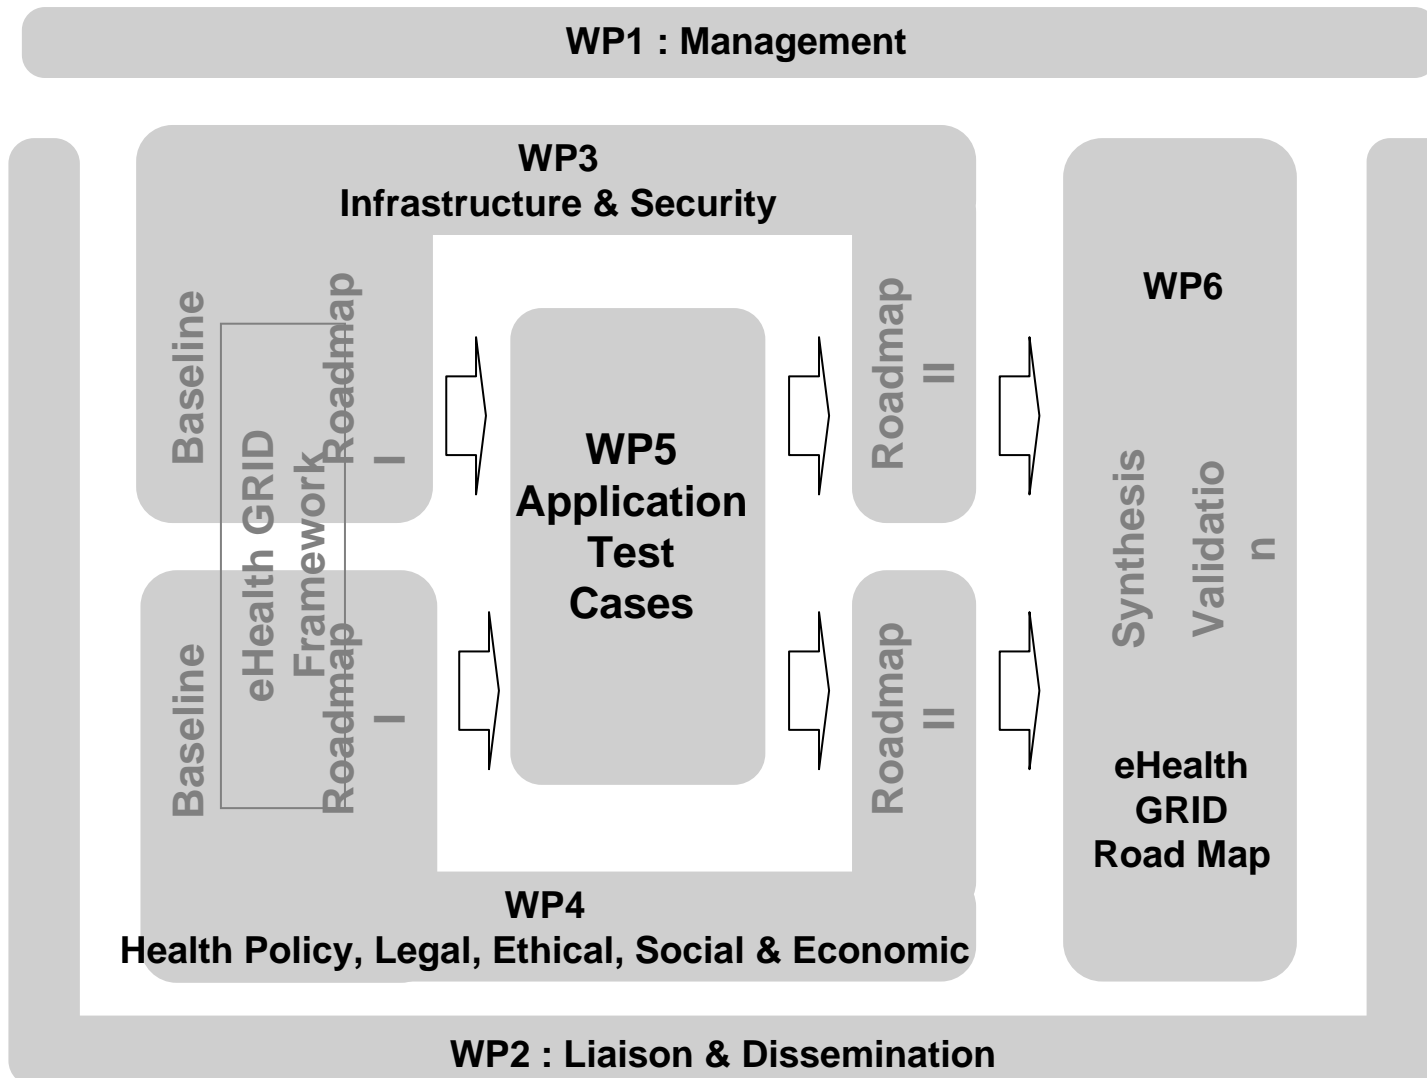 WP1 : Management
WP3
Infrastructure & Security
Baseline
Roadmap
I
eHealth GRID
Framework
Baseline
Roadmap
I
WP5
Application
Test
Cases
Roadmap
II
Roadmap
II
WP6
Synthesis
Validatio
n
eHealth
GRID
Road Map
WP4
Health Policy, Legal, Ethical, Social & Economic
WP2 : Liaison & Dissemination